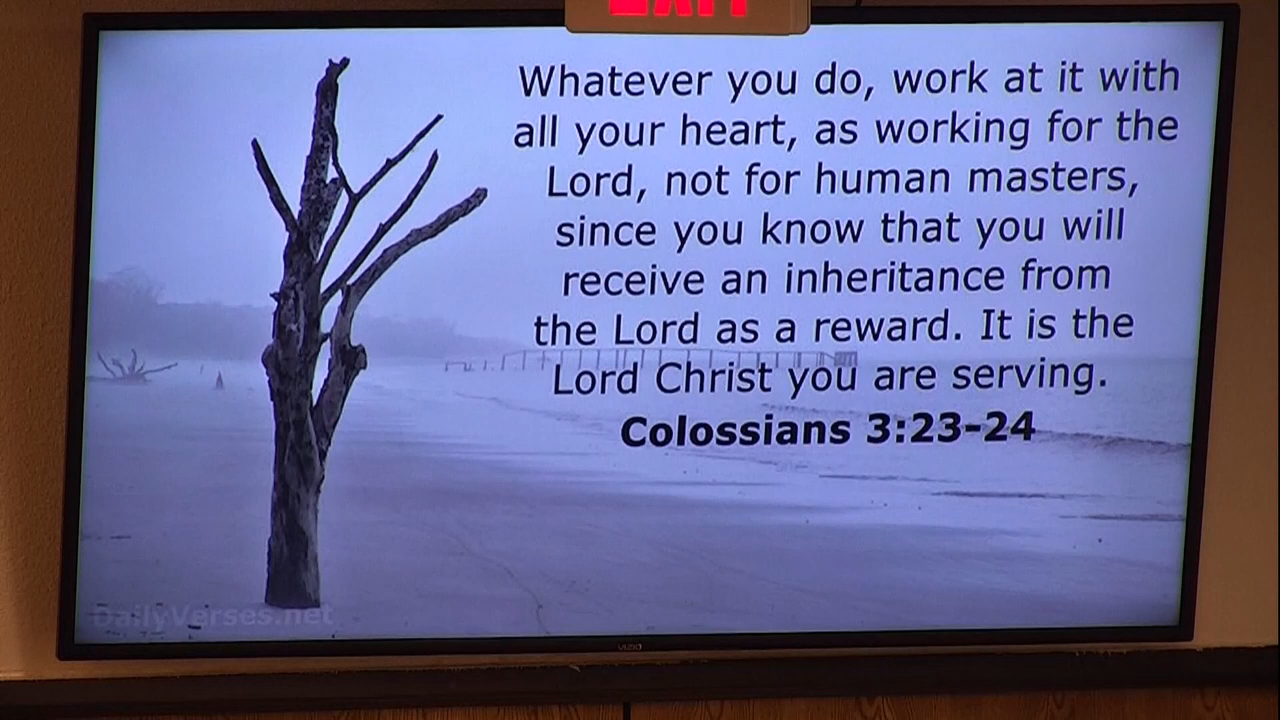 EXIT
Whatever you do, work at it with
all your heart, as working for the
Lord, not for human masters,
since you know that you will
receive an inheritance from
the Lord as a reward. It is the
Lord Christ you are serving.
Colossians 3:23-24
DailyVerses.net
VIZIO